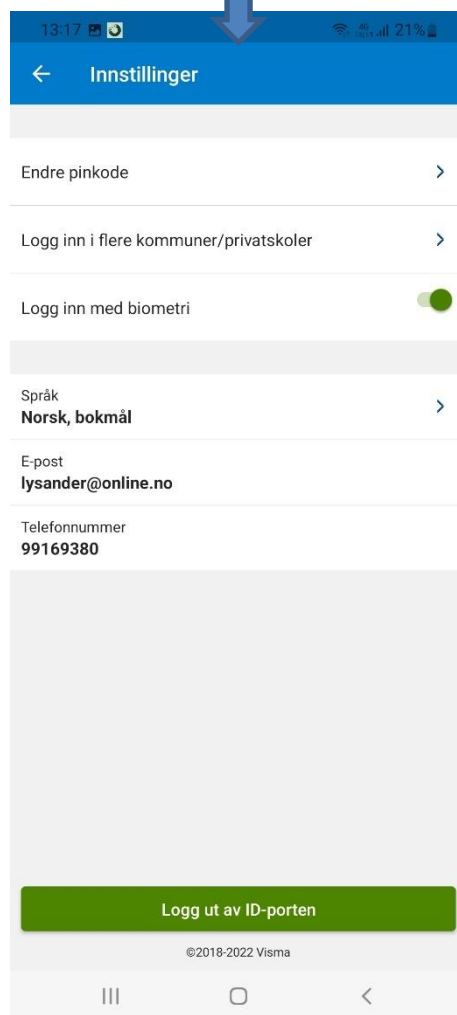 13:17 21%
Innstillinger
Endre pinkode
Logg inn i flere kommuner/privatskoler
Logg inn med biometri
Språk
Norsk, bokmål
E-post
lysander@online.no
Telefonnummer
99169380
Logg ut av ID-porten
©2018-2022 Visma